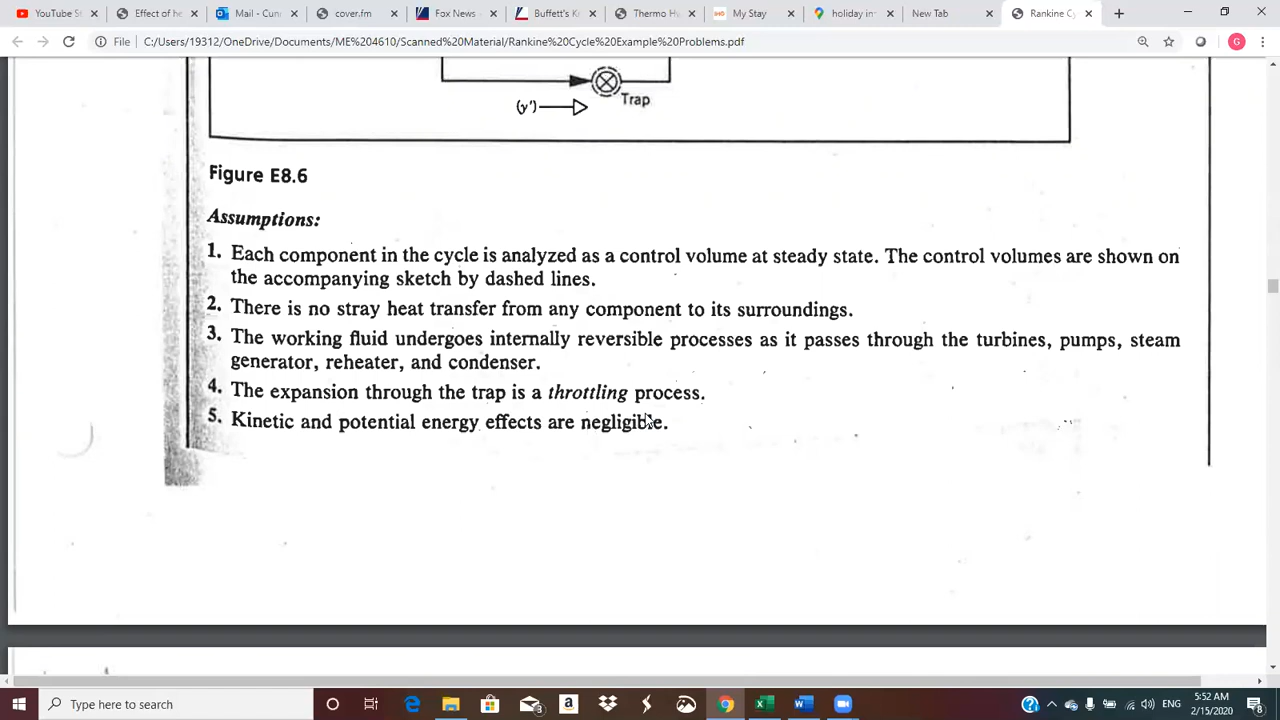 YouTube St
Effect of he
Mail - Cund
cover.fm
Fox News -
Buffett's Ki
Thermo Hy
My Stay
holiday inn
New Tab
Rankine Cy
File | C:/Users/19312/OneDrive/Documents/ME%204610/Scanned%20Material/Rankine%20Cycle%20Example%20Problems.pdf
G
Trap
(y')
Figure E8.6
Assumptions:
1. Each component in the cycle is analyzed as a control volume at steady state. The control volumes are shown on
the accompanying sketch by dashed lines.
2. There is no stray heat transfer from any component to its surroundings.
3. The working fluid undergoes internally reversible processes as it passes through the turbines, pumps, steam
generator, reheater, and condenser.
4. The expansion through the trap is a throttling process.
5. Kinetic and potential energy effects are negligible.
Type here to search
5:52 AM
2/15/2020